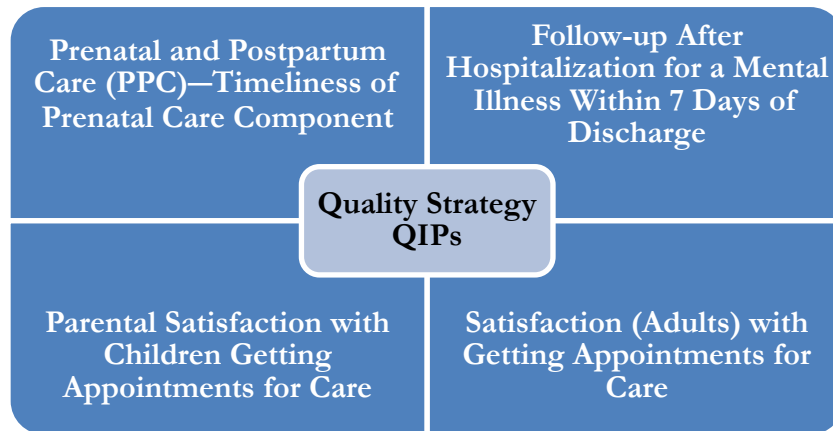 Prenatal and Postpartum
Care (PPC)—Timeliness of
Prenatal Care Component
Follow-up After
Hospitalization for a Mental
Illness Within 7 Days of
Discharge
Quality Strategy
QIPs
Parental Satisfaction with
Children Getting
Appointments for Care
Satisfaction (Adults) with
Getting Appointments for
Care